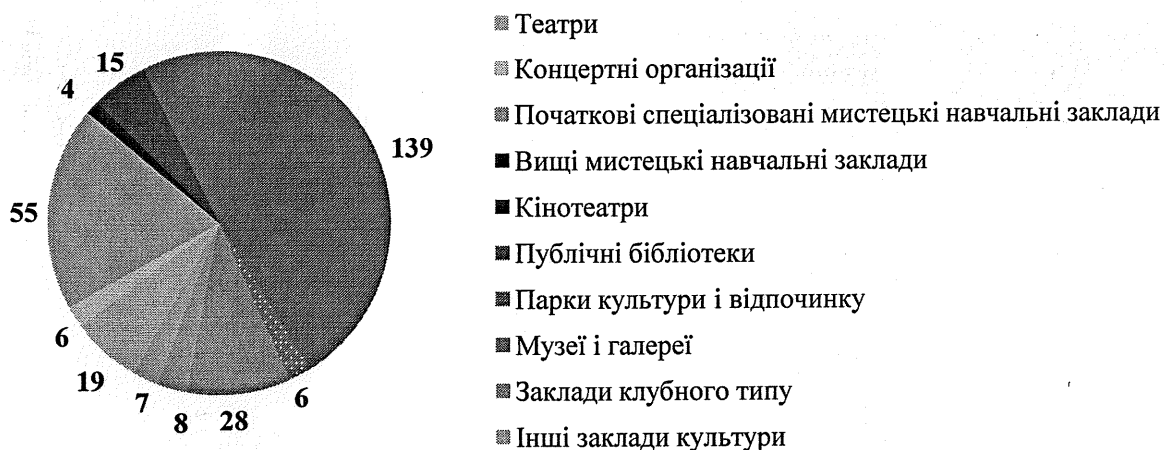 Театри
Концертні організації
Початкові спеціалізовані мистецькі навчальні заклади
Вищі мистецькі навчальні заклади
Кінотеатри
Публічні бібліотеки
Парки культури і відпочинку
Музеї і галереї
Заклади клубного типу
Інші заклади культури
15
4
139
55
6
19
7
8
28
6